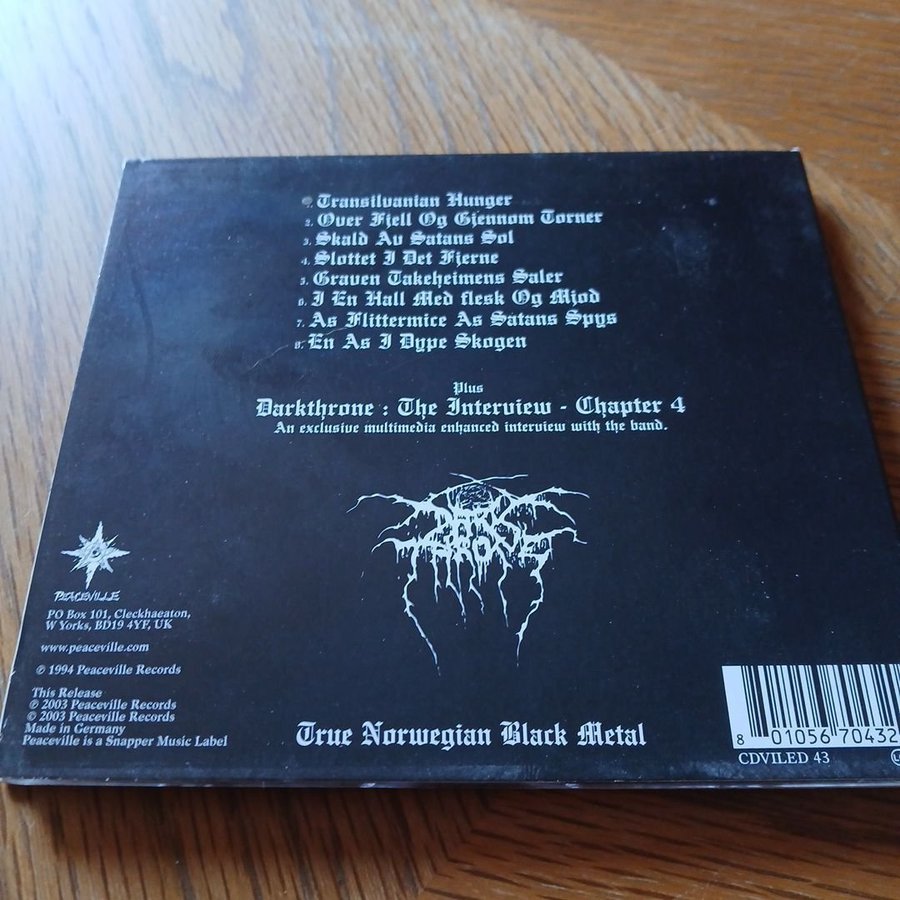 1. Transilvanian Hunger
2. Over Fjell Og Gjennom Torner
3. Skald Av Satans Sol
4. Slottet I Det Fjerne
5. Graven Takeheimens Saler
6. I En Hall Med flesk Og Mjod
7. As Flittermice As Satans Spys
8. En As I Dype Skogen
Plus
Darkthrone : The Interview - Chapter 4
An exclusive multimedia enhanced interview with the band.
DARK
THRONE
PEACEVILLE
PO Box 101, Cleckhaeaton,
W Yorks, BD19 4YF, UK
www.peaceville.com
℗ 1994 Peaceville Records
This Release
℗ 2003 Peaceville Records
© 2003 Peaceville Records
Made in Germany
Peaceville is a Snapper Music Label
True Norwegian Black Metal
8 01056 70432
CDVILED 43